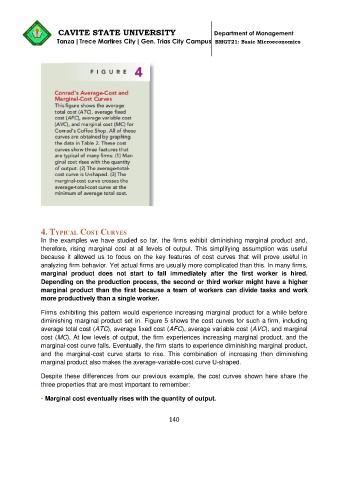 CAVITE STATE UNIVERSITY
Department of Management
Tanza |Trece Martires City | Gen. Trias City Campus
BMGT21: Basic Microeconomics
FIGURE 4
Conrad's Average-Cost and
Marginal-Cost Curves
This figure shows the average
total cost (ATC), average fixed
cost (AFC), average variable cost
(AVC), and marginal cost (MC) for
Conrad's Coffee Shop. All of these
curves are obtained by graphing
the data in Table 2. These cost
curves show three features that
are typical of many firms: (1) Mar-
ginal cost rises with the quantity
of output. (2) The average-total-
cost curve is U-shaped. (3) The
marginal-cost curve crosses the
average-total-cost curve at the
minimum of average total cost.
4. TYPICAL COST CURVES
In the examples we have studied so far, the firms exhibit diminishing marginal product and,
therefore, rising marginal cost at all levels of output. This simplifying assumption was useful
because it allowed us to focus on the key features of cost curves that will prove useful in
analyzing firm behavior. Yet actual firms are usually more complicated than this. In many firms,
marginal product does not start to fall immediately after the first worker is hired.
Depending on the production process, the second or third worker might have a higher
marginal product than the first because a team of workers can divide tasks and work
more productively than a single worker.
Firms exhibiting this pattern would experience increasing marginal product for a while before
diminishing marginal product set in. Figure 5 shows the cost curves for such a firm, including
average total cost (ATC), average fixed cost (AFC), average variable cost (AVC), and marginal
cost (MC). At low levels of output, the firm experiences increasing marginal product, and the
marginal-cost curve falls. Eventually, the firm starts to experience diminishing marginal product,
and the marginal-cost curve starts to rise. This combination of increasing then diminishing
marginal product also makes the average-variable-cost curve U-shaped.
Despite these differences from our previous example, the cost curves shown here share the
three properties that are most important to remember:
· Marginal cost eventually rises with the quantity of output.
140